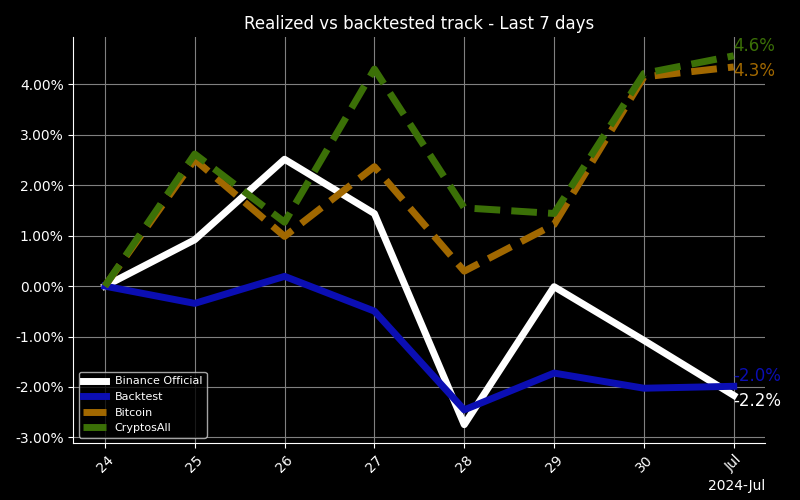 Realized vs backtested track - Last 7 days
4.6%
4.3%
4.00%
3.00%
2.00%
1.00%
0.00%
-1.00%
-2.00%
-3.00%
-2.0%
-2.2%
Binance Official
Backtest
Bitcoin
CryptosAll
24
25
26
27
28
29
30
Jul
2024-Jul